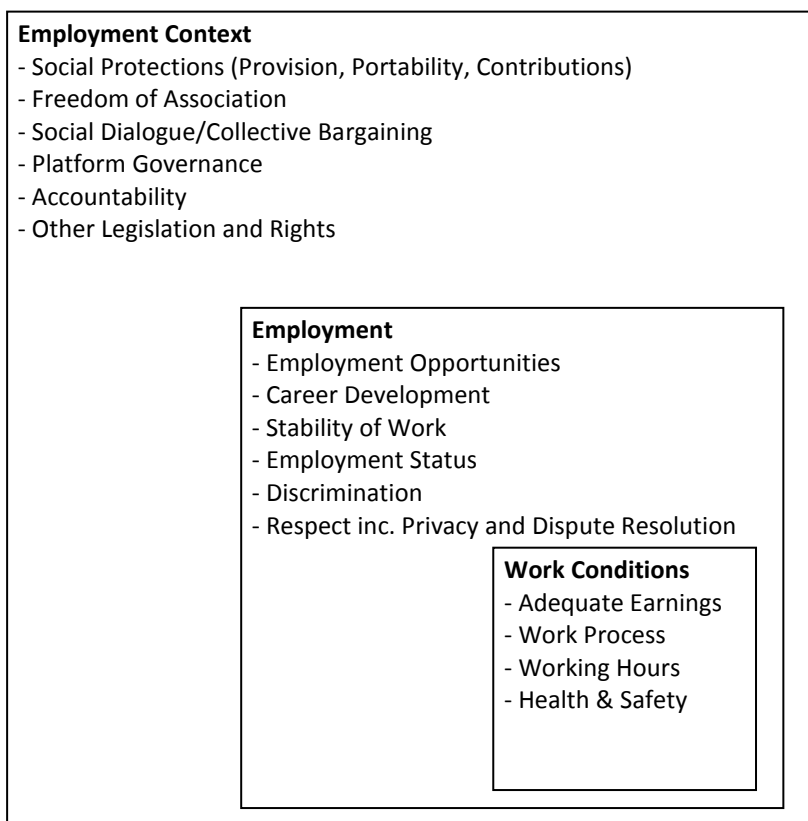 Employment Context
- Social Protections (Provision, Portability, Contributions)
- Freedom of Association
- Social Dialogue/Collective Bargaining
- Platform Governance
- Accountability
- Other Legislation and Rights
Employment
- Employment Opportunities
- Career Development
- Stability of Work
- Employment Status
- Discrimination
- Respect inc. Privacy and Dispute Resolution
Work Conditions
- Adequate Earnings
- Work Process
- Working Hours
- Health & Safety